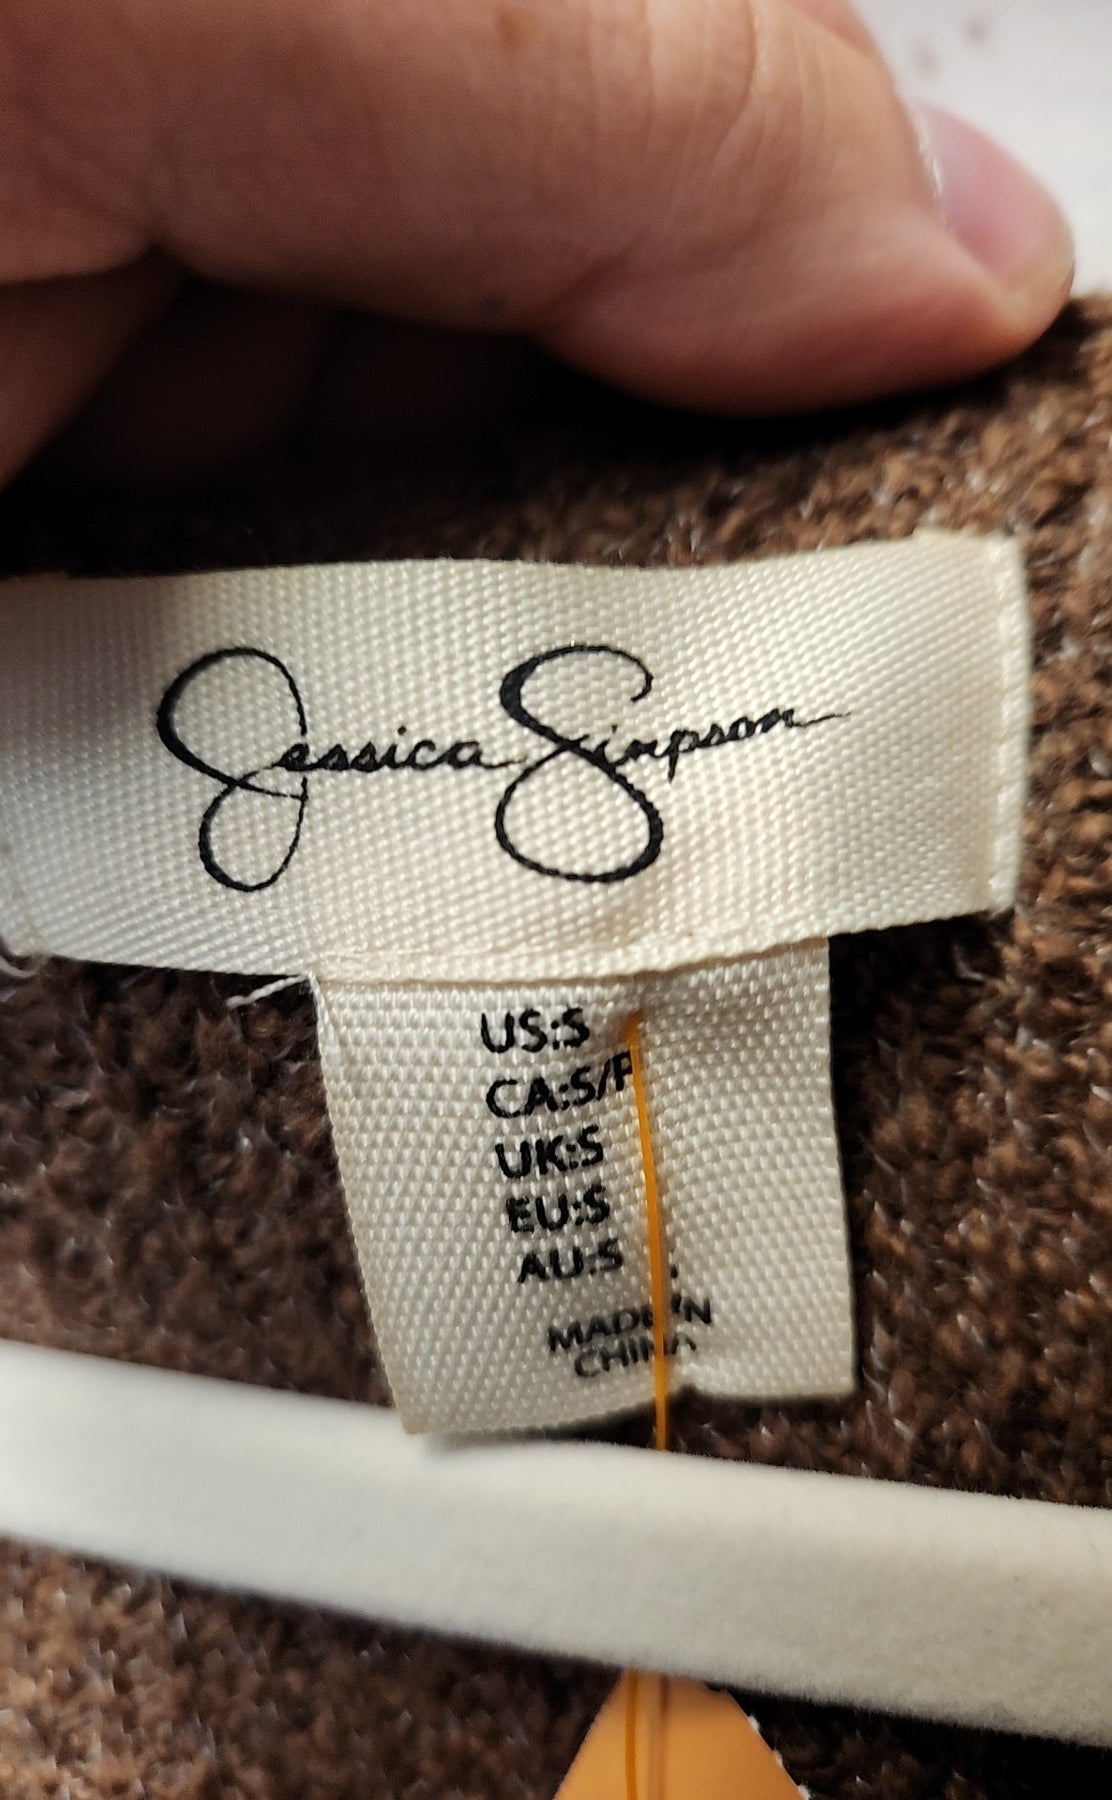 Jessica Simpson
US:S
CA:S/P
UK:S
EU:S
AU:S
MADE IN
CHINA